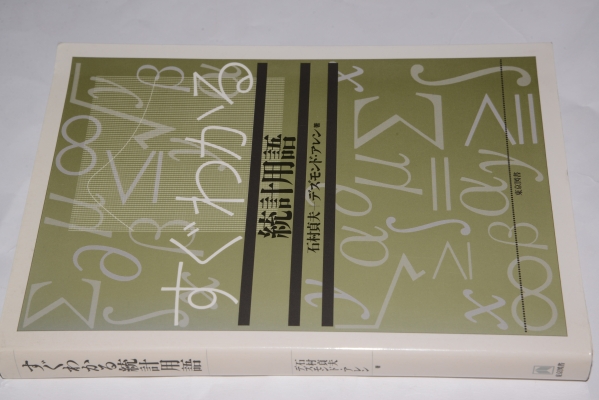 すぐわかる
統計用語
石村貞夫
デズモンド・アレン 著
東京図書
すぐわかる統計用語
石村貞夫
デズモンド・アレン
著
東京図書